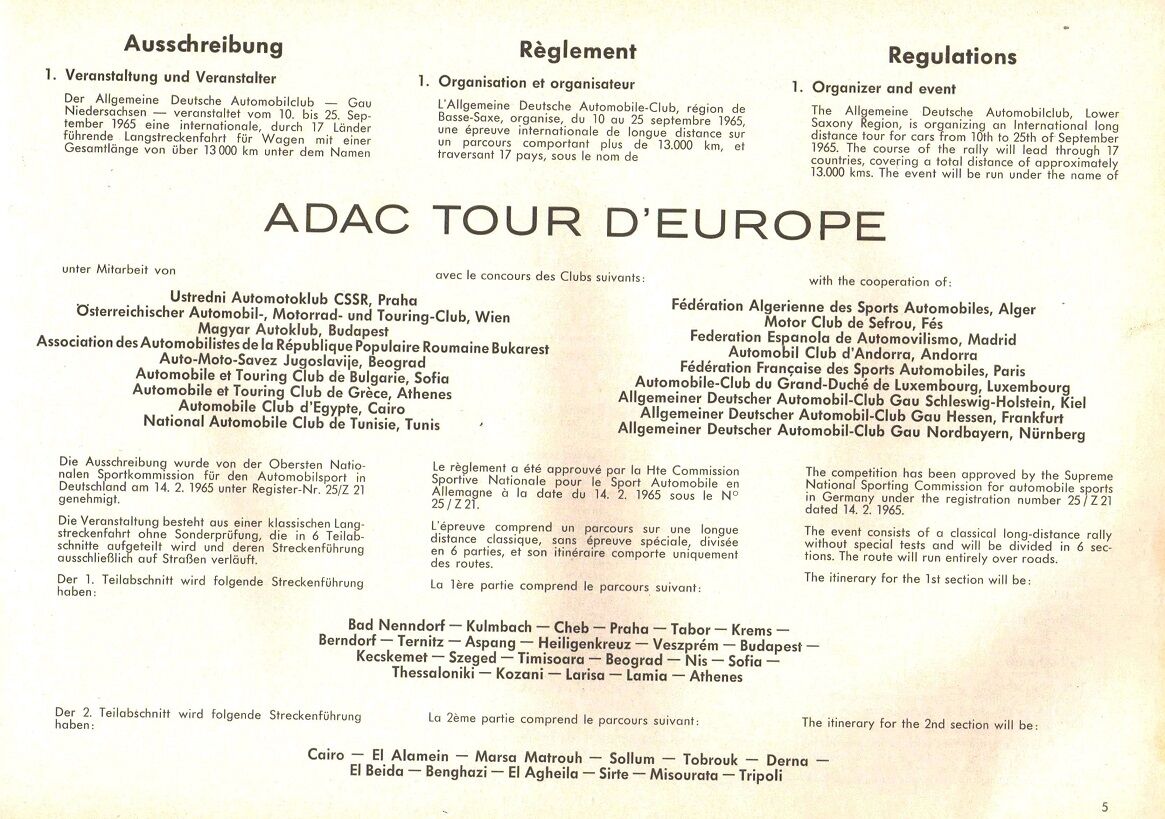 Ausschreibung
1. Veranstaltung und Veranstalter
Der Allgemeine Deutsche Automobilclub — Gau
Niedersachsen — veranstaltet vom 10. bis 25. Sep-
tember 1965 eine internationale, durch 17 Länder
führende Langstreckenfahrt für Wagen mit einer
Gesamtlänge von über 13 000 km unter dem Namen
Règlement
1. Organisation et organisateur
L'Allgemeine Deutsche Automobile-Club, région de
Basse-Saxe, organise, du 10 au 25 septembre 1965,
une épreuve internationale de longue distance sur
un parcours comportant plus de 13.000 km, et
traversant 17 pays, sous le nom de
Regulations
1. Organizer and event
The Allgemeine Deutsche Automobilclub, Lower
Saxony Region, is organizing an International long
distance tour for cars from 10th to 25th of September
1965. The course of the rally will lead through 17
countries, covering a total distance of approximately
13.000 kms. The event will be run under the name of
ADAC TOUR D'EUROPE
unter Mitarbeit von
avec le concours des Clubs suivants:
with the cooperation of:
Ustredni Automotoklub CSSR, Praha
Österreichischer Automobil-, Motorrad- und Touring-Club, Wien
Magyar Autoklub, Budapest
Association des Automobilistes de la République Populaire Roumaine Bukarest
Auto-Moto-Savez Jugoslavije, Beograd
Automobile et Touring Club de Bulgarie, Sofia
Automobile et Touring Club de Grèce, Athenes
Automobile Club d'Egypte, Cairo
National Automobile Club de Tunisie, Tunis
Fédération Algerienne des Sports Automobiles, Alger
Motor Club de Sefrou, Fés
Federation Espanola de Automovilismo, Madrid
Automobil Club d'Andorra, Andorra
Fédération Française des Sports Automobiles, Paris
Automobile-Club du Grand-Duché de Luxembourg, Luxembourg
Allgemeiner Deutscher Automobil-Club Gau Schleswig-Holstein, Kiel
Allgemeiner Deutscher Automobil-Club Gau Hessen, Frankfurt
Allgemeiner Deutscher Automobil-Club Gau Nordbayern, Nürnberg
Die Ausschreibung wurde von der Obersten Natio-
nalen Sportkommission für den Automobilsport in
Deutschland am 14. 2. 1965 unter Register-Nr. 25/Z 21
genehmigt.
Die Veranstaltung besteht aus einer klassischen Lang-
streckenfahrt ohne Sonderprüfung, die in 6 Teilab-
schnitte aufgeteilt wird und deren Streckenführung
ausschließlich auf Straßen verläuft.
Der 1. Teilabschnitt wird folgende Streckenführung
haben:
Le règlement a été approuvé par la Hte Commission
Sportive Nationale pour le Sport Automobile en
Allemagne à la date du 14. 2. 1965 sous le N°
25 / Z 21.
L'épreuve comprend un parcours sur une longue
distance classique, sans épreuve spéciale, divisée
en 6 parties, et son itinéraire comporte uniquement
des routes.
La 1ère partie comprend le parcours suivant:
The competition has been approved by the Supreme
National Sporting Commission for automobile sports
in Germany under the registration number 25 / Z 21
dated 14. 2. 1965.
The event consists of a classical long-distance rally
without special tests and will be divided in 6 sec-
tions. The route will run entirely over roads.
The itinerary for the 1st section will be:
Bad Nenndorf — Kulmbach — Cheb — Praha — Tabor — Krems —
Berndorf — Ternitz — Aspang — Heiligenkreuz — Veszprém — Budapest —
Kecskemet — Szeged — Timisoara — Beograd — Nis — Sofia —
Thessaloniki — Kozani — Larisa — Lamia — Athenes
Der 2. Teilabschnitt wird folgende Streckenführung
haben:
La 2ème partie comprend le parcours suivant:
The itinerary for the 2nd section will be:
Cairo — El Alamein — Marsa Matrouh — Sollum — Tobrouk — Derna —
El Beida — Benghazi — El Agheila — Sirte — Misourata — Tripoli
5